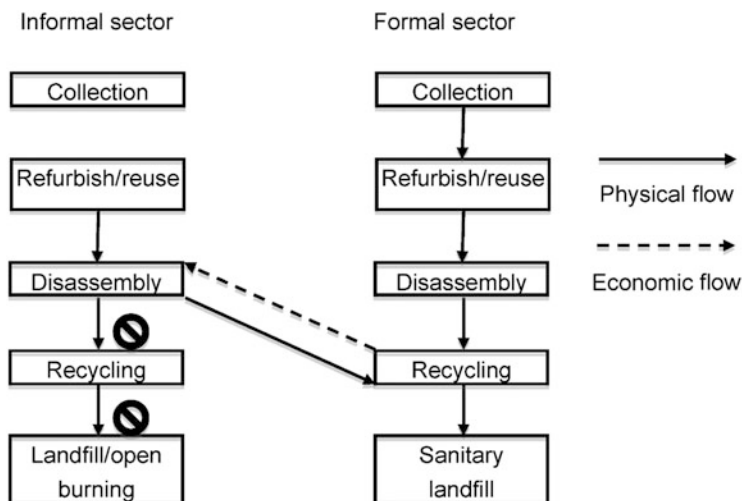 Informal sector
Formal sector
Collection
Collection
Refurbish/reuse
Refurbish/reuse
Physical flow
Disassembly
Disassembly
Economic flow
Recycling
Recycling
Landfill/open
burning
Sanitary
landfill